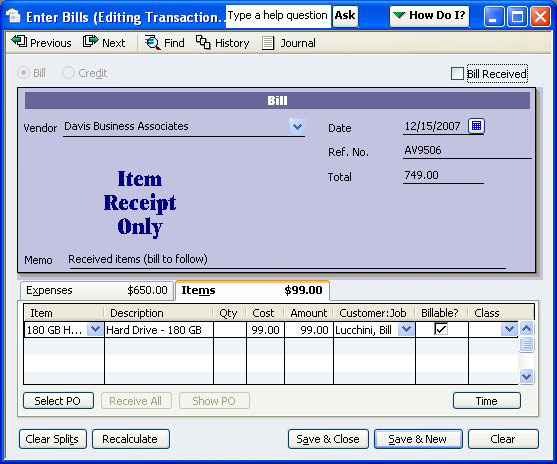 Enter Bills (Editing Transaction... Type a help question Ask How Do I?
Previous Next Find History Journal
Bill Credit Bill Received
Bill
Vendor Davis Business Associates Date 12/15/2007
Ref. No. AV9506
Total 749.00
Item
Receipt
Only
Memo Received items (bill to follow)
Expenses $650.00 Items $99.00
Item Description Qty Cost Amount Customer:Job Billable? Class
180 GB H... Hard Drive - 180 GB 99.00 99.00 Lucchini, Bill
Select PO Receive All Show PO Time
Clear Splits Recalculate Save & Close Save & New Clear